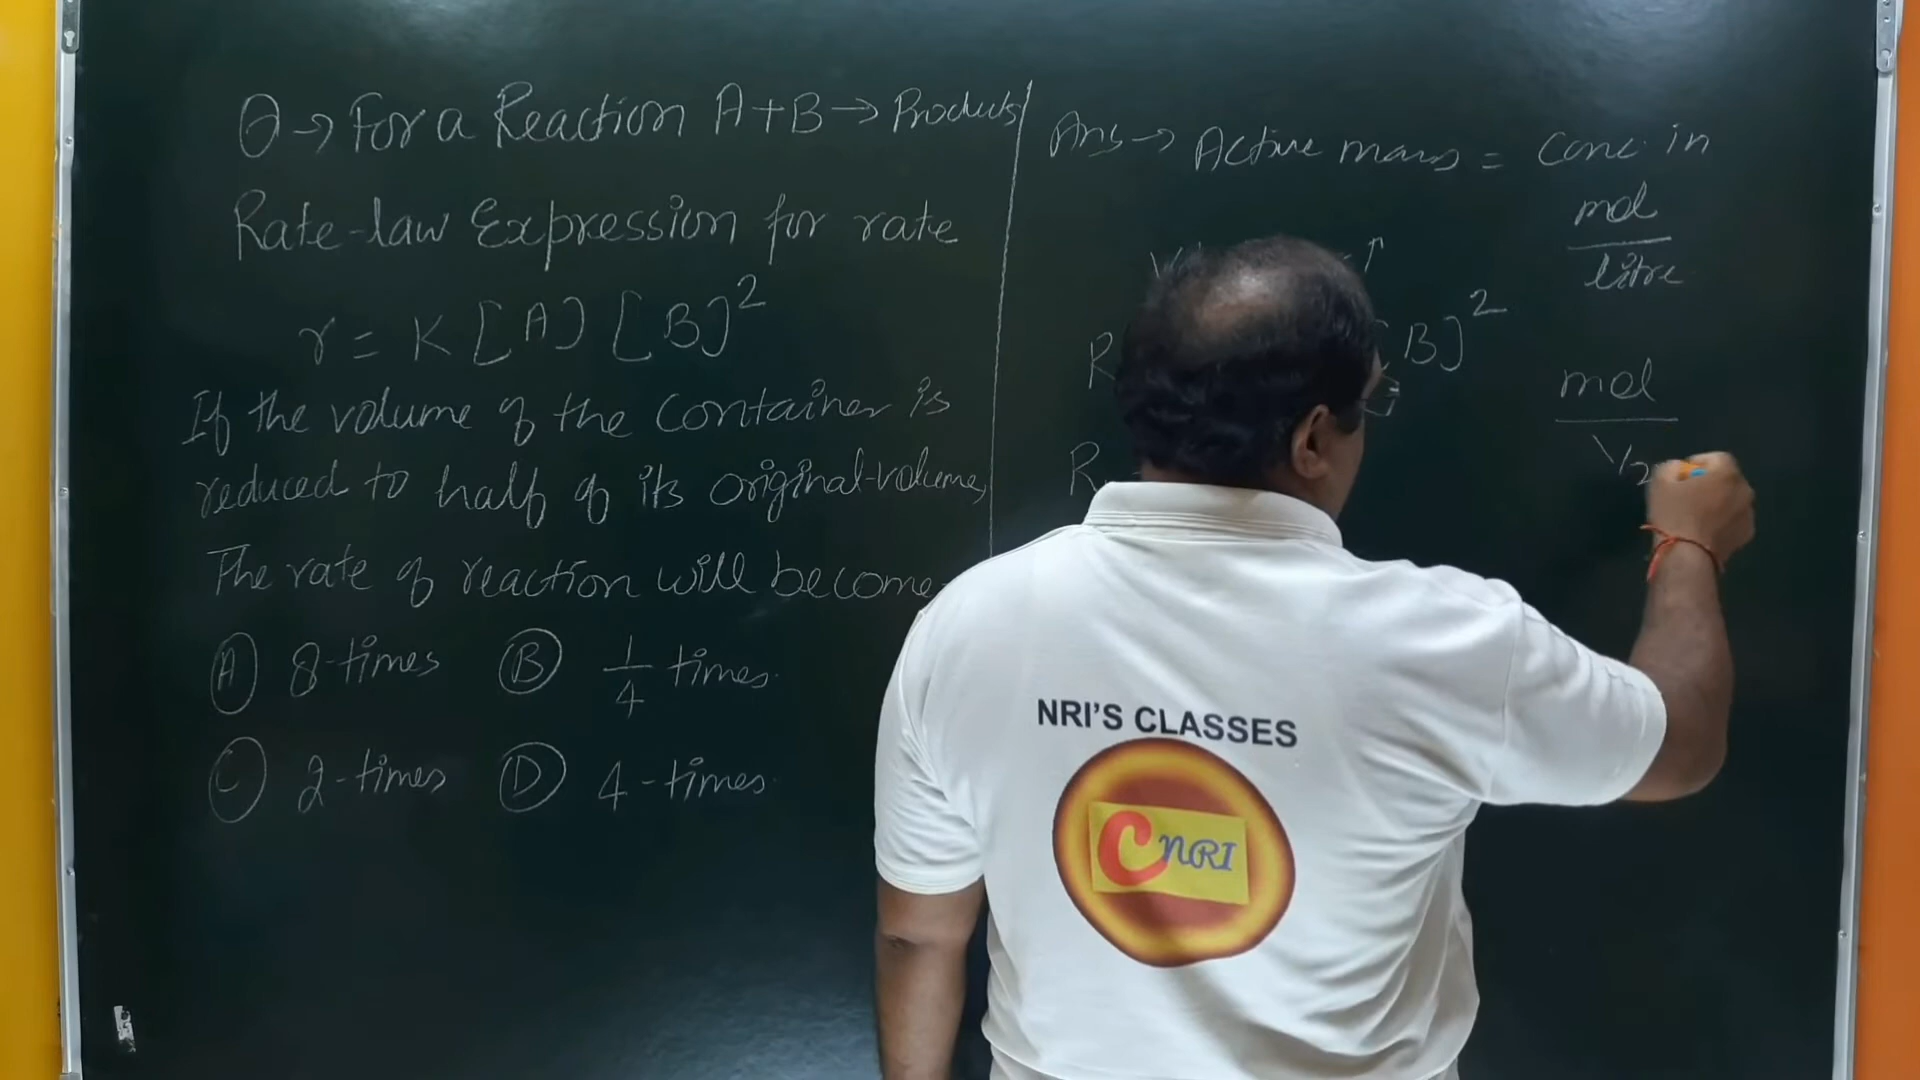 Q → For a Reaction A+B → Products
Rate-law Expression for rate
r = K [A] [B]²
If the volume of the container is
reduced to half of its original-volume,
The rate of reaction will become-
(A) 8-times (B) 1/4 times.
(C) 2-times (D) 4-times.
Ans → Active mass = conc. in
mol
litre
R [B]²
mol
1/2
R
NRI'S CLASSES
C NRI